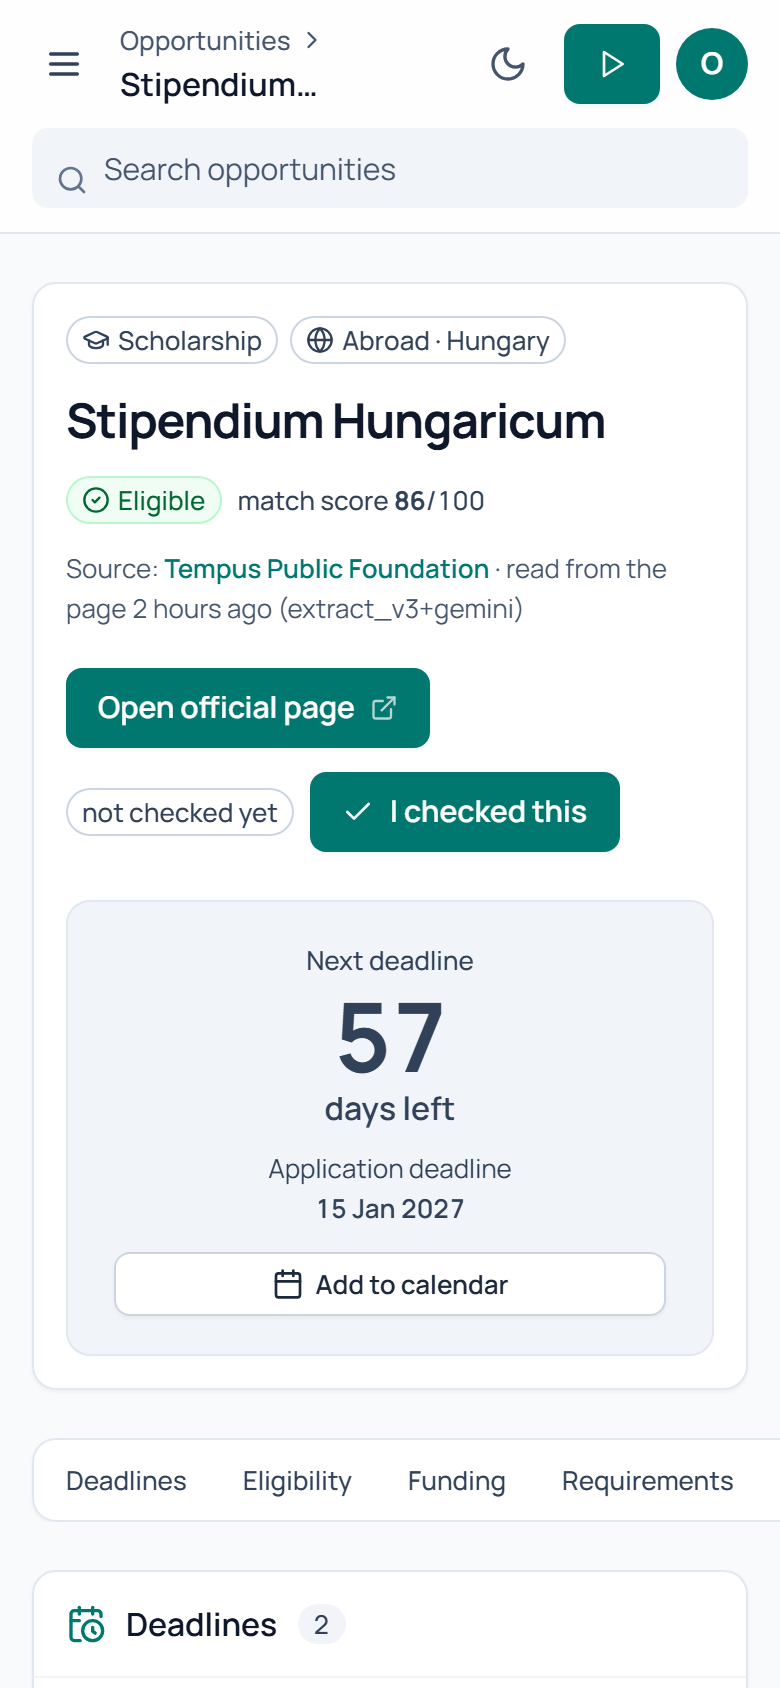 Opportunities
Stipendium...
O
Search opportunities
Scholarship
Abroad · Hungary
Stipendium Hungaricum
Eligible
match score 86/100
Source: Tempus Public Foundation · read from the
page 2 hours ago (extract_v3+gemini)
Open official page
not checked yet
I checked this
Next deadline
57
days left
Application deadline
15 Jan 2027
Add to calendar
Deadlines
Eligibility
Funding
Requirements
Deadlines
2